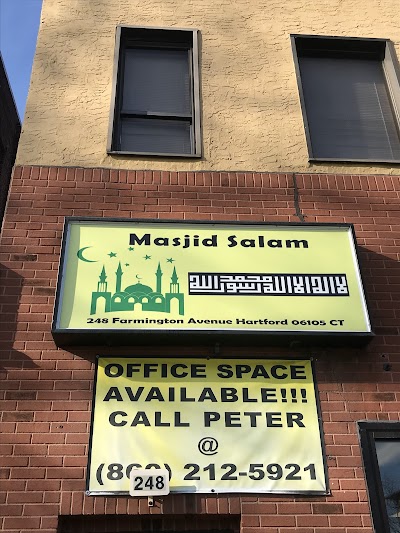 Masjid Salam
لا اله الا الله محمد رسول الله
248 Farmington Avenue Hartford 06105 CT
OFFICE SPACE
AVAILABLE!!!
CALL PETER
@
(860) 212-5921
248